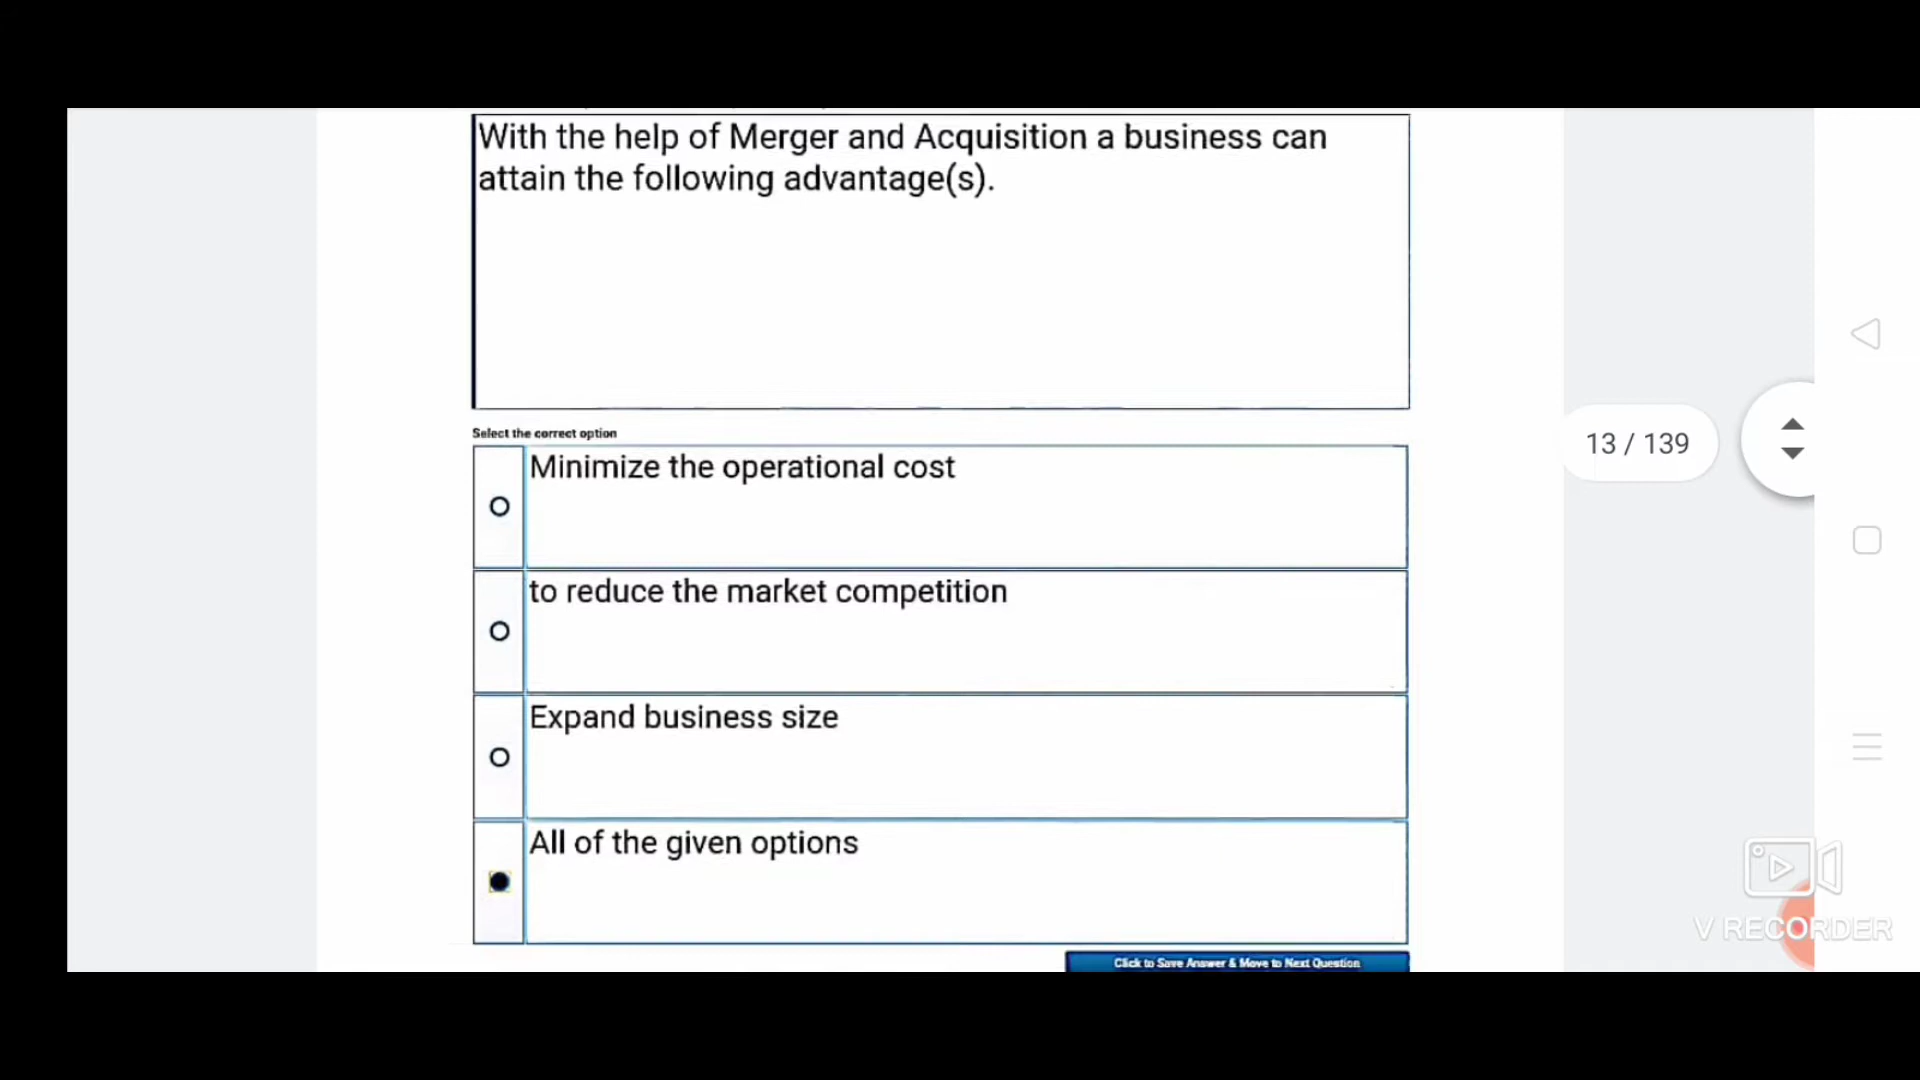 With the help of Merger and Acquisition a business can
attain the following advantage(s).
Select the correct option
Minimize the operational cost
to reduce the market competition
Expand business size
All of the given options
Click to Save Answer & Move to Next Question
13 / 139
V RECORDER